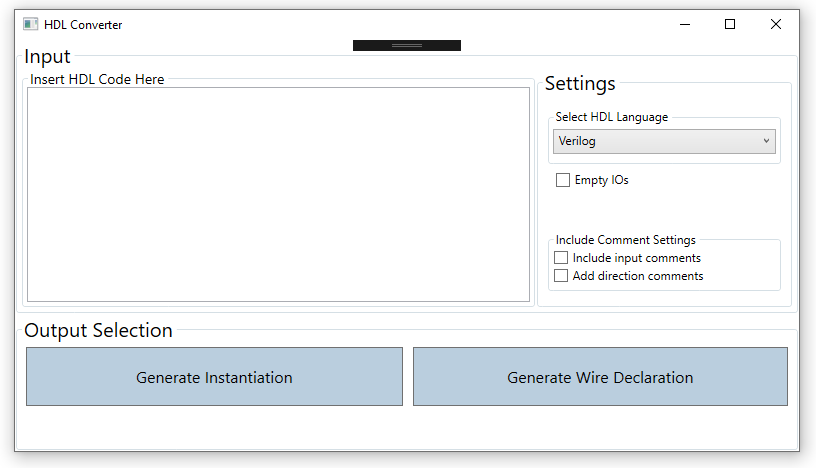 HDL Converter
Input
Insert HDL Code Here
Settings
Select HDL Language
Verilog
Empty IOs
Include Comment Settings
Include input comments
Add direction comments
Output Selection
Generate Instantiation
Generate Wire Declaration